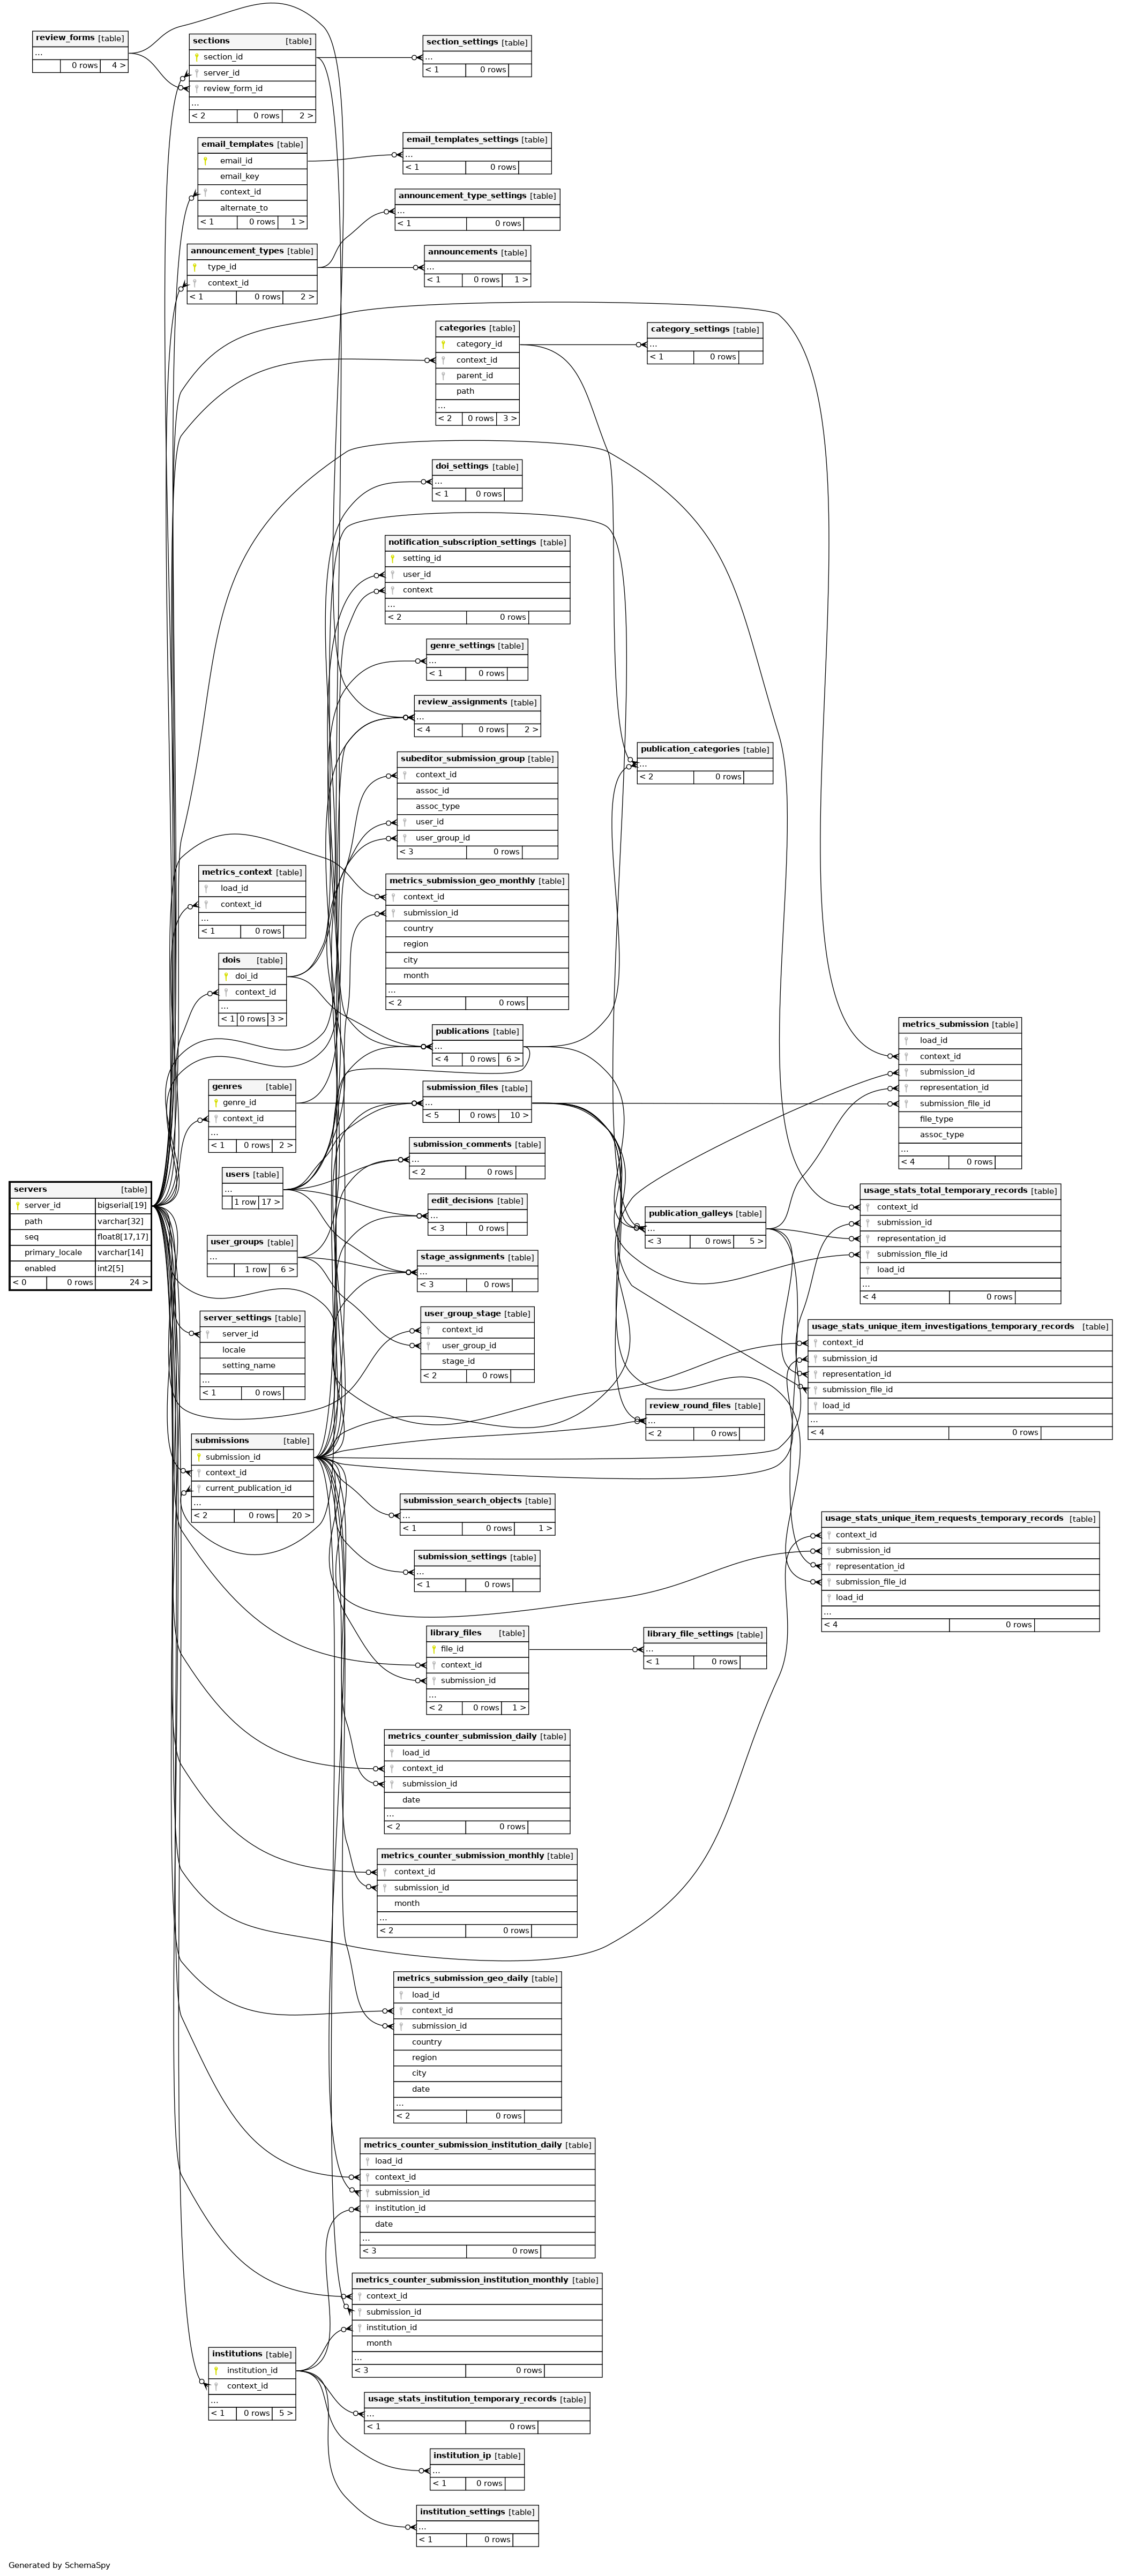 review_forms [table]
...
0 rows 4 >
sections [table]
section_id
server_id
review_form_id
...
< 2 0 rows 2 >
section_settings [table]
...
< 1 0 rows
email_templates [table]
email_id
email_key
context_id
alternate_to
< 1 0 rows 1 >
email_templates_settings [table]
...
< 1 0 rows
announcement_type_settings [table]
...
< 1 0 rows
announcement_types [table]
type_id
context_id
< 1 0 rows 2 >
announcements [table]
...
< 1 0 rows 1 >
categories [table]
category_id
context_id
parent_id
path
...
< 2 0 rows 3 >
category_settings [table]
...
< 1 0 rows
doi_settings [table]
...
< 1 0 rows
notification_subscription_settings [table]
setting_id
user_id
context
...
< 2 0 rows
genre_settings [table]
...
< 1 0 rows
review_assignments [table]
...
< 4 0 rows 2 >
publication_categories [table]
...
< 2 0 rows
subeditor_submission_group [table]
context_id
assoc_id
assoc_type
user_id
user_group_id
< 3 0 rows
metrics_context [table]
load_id
context_id
...
< 1 0 rows
metrics_submission_geo_monthly [table]
context_id
submission_id
country
region
city
month
...
< 2 0 rows
dois [table]
doi_id
context_id
...
< 1 0 rows 3 >
publications [table]
...
< 4 0 rows 6 >
metrics_submission [table]
load_id
context_id
submission_id
representation_id
submission_file_id
file_type
assoc_type
...
< 4 0 rows
genres [table]
genre_id
context_id
...
< 1 0 rows 2 >
submission_files [table]
...
< 5 0 rows 10 >
submission_comments [table]
...
< 2 0 rows
users [table]
...
1 row 17 >
servers [table]
server_id bigserial[19]
path varchar[32]
seq float8[17,17]
primary_locale varchar[14]
enabled int2[5]
< 0 0 rows 24 >
edit_decisions [table]
...
< 3 0 rows
publication_galleys [table]
...
< 3 0 rows 5 >
usage_stats_total_temporary_records [table]
context_id
submission_id
representation_id
submission_file_id
load_id
...
< 4 0 rows
user_groups [table]
...
1 row 6 >
stage_assignments [table]
...
< 3 0 rows
server_settings [table]
server_id
locale
setting_name
...
< 1 0 rows
user_group_stage [table]
context_id
user_group_id
stage_id
< 2 0 rows
usage_stats_unique_item_investigations_temporary_records [table]
context_id
submission_id
representation_id
submission_file_id
load_id
...
< 4 0 rows
review_round_files [table]
...
< 2 0 rows
submissions [table]
submission_id
context_id
current_publication_id
...
< 2 0 rows 20 >
submission_search_objects [table]
...
< 1 0 rows 1 >
usage_stats_unique_item_requests_temporary_records [table]
context_id
submission_id
representation_id
submission_file_id
load_id
...
< 4 0 rows
submission_settings [table]
...
< 1 0 rows
library_files [table]
file_id
context_id
submission_id
...
< 2 0 rows 1 >
library_file_settings [table]
...
< 1 0 rows
metrics_counter_submission_daily [table]
load_id
context_id
submission_id
date
...
< 2 0 rows
metrics_counter_submission_monthly [table]
context_id
submission_id
month
...
< 2 0 rows
metrics_submission_geo_daily [table]
load_id
context_id
submission_id
country
region
city
date
...
< 2 0 rows
metrics_counter_submission_institution_daily [table]
load_id
context_id
submission_id
institution_id
date
...
< 3 0 rows
metrics_counter_submission_institution_monthly [table]
context_id
submission_id
institution_id
month
...
< 3 0 rows
institutions [table]
institution_id
context_id
...
< 1 0 rows 5 >
usage_stats_institution_temporary_records [table]
...
< 1 0 rows
institution_ip [table]
...
< 1 0 rows
institution_settings [table]
...
< 1 0 rows
Generated by SchemaSpy